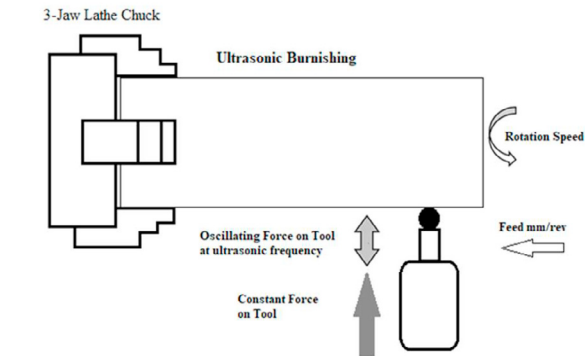 3-Jaw Lathe Chuck
Ultrasonic Burnishing
Rotation Speed
Oscillating Force on Tool
at ultrasonic frequency
Feed mm/rev
Constant Force
on Tool